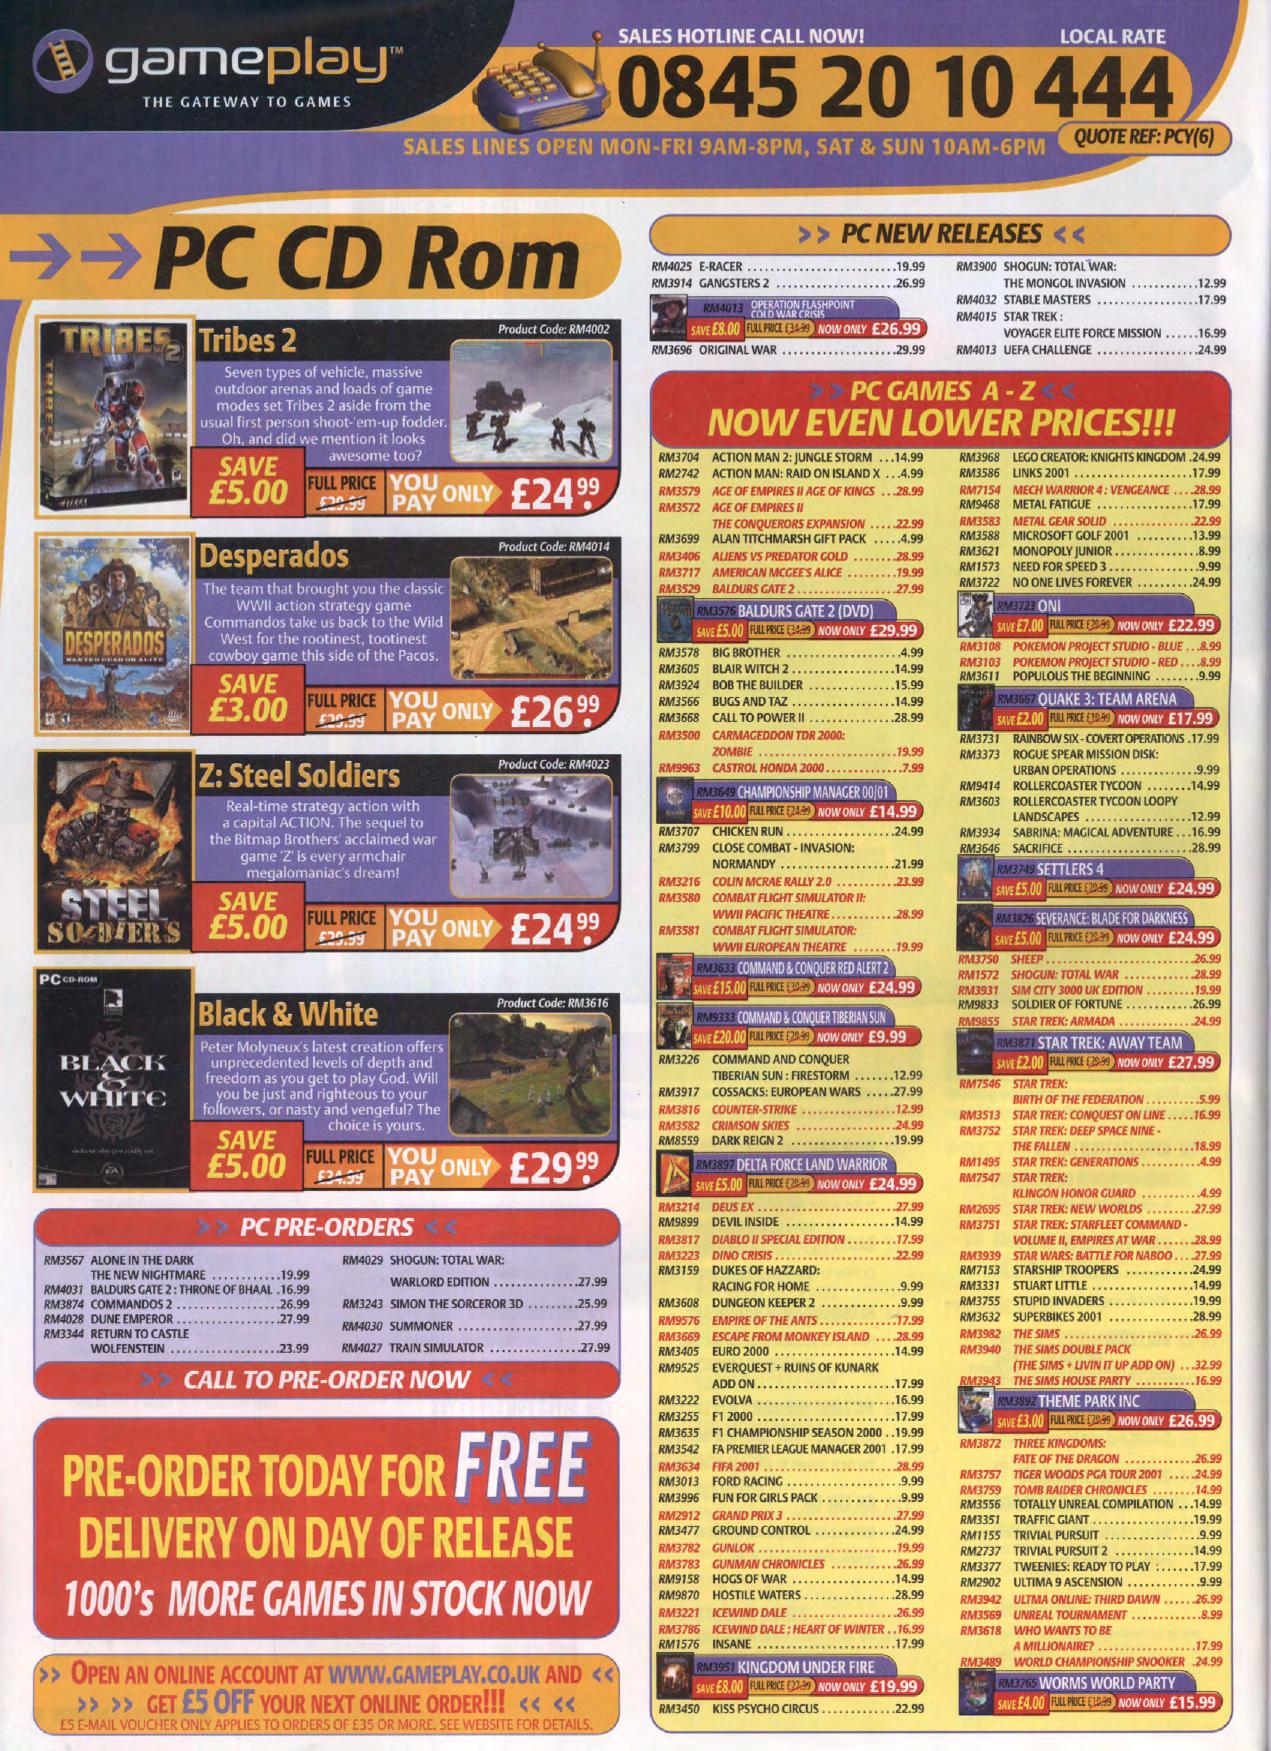 gameplay™
THE GATEWAY TO GAMES
SALES HOTLINE CALL NOW!
LOCAL RATE
0845 20 10 444
SALES LINES OPEN MON-FRI 9AM-8PM, SAT & SUN 10AM-6PM
QUOTE REF: PCY(6)
PC CD Rom
TRIBES 2
Tribes 2
Product Code: RM4002
Seven types of vehicle, massive
outdoor arenas and loads of game
modes set Tribes 2 aside from the
usual first person shoot-'em-up fodder.
Oh, and did we mention it looks
awesome too?
SAVE £5.00
FULL PRICE £29.99
YOU PAY ONLY £24.99
DESPERADOS
WANTED DEAD OR ALIVE
Desperados
Product Code: RM4014
The team that brought you the classic
WWII action strategy game
Commandos take us back to the Wild
West for the rootinest, tootinest
cowboy game this side of the Pacos.
SAVE £3.00
FULL PRICE £29.99
YOU PAY ONLY £26.99
STEEL SOLDIERS
Z: Steel Soldiers
Product Code: RM4023
Real-time strategy action with
a capital ACTION. The sequel to
the Bitmap Brothers' acclaimed war
game 'Z' is every armchair
megalomaniac's dream!
SAVE £5.00
FULL PRICE £29.99
YOU PAY ONLY £24.99
PC CD-ROM
BLACK & WHITE
EA
Black & White
Product Code: RM3616
Peter Molyneux's latest creation offers
unprecedented levels of depth and
freedom as you get to play God. Will
you be just and righteous to your
followers, or nasty and vengeful? The
choice is yours.
SAVE £5.00
FULL PRICE £34.99
YOU PAY ONLY £29.99
>> PC PRE-ORDERS <<
RM3567 ALONE IN THE DARK
THE NEW NIGHTMARE ............19.99
RM4031 BALDURS GATE 2 : THRONE OF BHAAL .16.99
RM3874 COMMANDOS 2 ..................26.99
RM4028 DUNE EMPEROR ..................27.99
RM3344 RETURN TO CASTLE
WOLFENSTEIN ...................23.99
RM4029 SHOGUN: TOTAL WAR:
WARLORD EDITION ..............27.99
RM3243 SIMON THE SORCEROR 3D ........25.99
RM4030 SUMMONER ....................27.99
RM4027 TRAIN SIMULATOR ...............27.99
>> CALL TO PRE-ORDER NOW <<
PRE-ORDER TODAY FOR FREE
DELIVERY ON DAY OF RELEASE
1000's MORE GAMES IN STOCK NOW
>> OPEN AN ONLINE ACCOUNT AT WWW.GAMEPLAY.CO.UK AND <<
>> >> GET £5 OFF YOUR NEXT ONLINE ORDER!!! << <<
£5 E-MAIL VOUCHER ONLY APPLIES TO ORDERS OF £35 OR MORE. SEE WEBSITE FOR DETAILS.
>> PC NEW RELEASES <<
RM4025 E-RACER ..........................19.99
RM3914 GANGSTERS 2 .....................26.99
RM4013 OPERATION FLASHPOINT COLD WAR CRISIS
SAVE £8.00 FULL PRICE £34.99 NOW ONLY £26.99
RM3696 ORIGINAL WAR ....................29.99
RM3900 SHOGUN: TOTAL WAR:
THE MONGOL INVASION ............12.99
RM4032 STABLE MASTERS ..................17.99
RM4015 STAR TREK :
VOYAGER ELITE FORCE MISSION ......16.99
RM4013 UEFA CHALLENGE ..................24.99
>> PC GAMES A - Z <<
NOW EVEN LOWER PRICES!!!
RM3704 ACTION MAN 2: JUNGLE STORM ...14.99
RM2742 ACTION MAN: RAID ON ISLAND X ...4.99
RM3579 AGE OF EMPIRES II AGE OF KINGS ...28.99
RM3572 AGE OF EMPIRES II
THE CONQUERORS EXPANSION .....22.99
RM3699 ALAN TITCHMARSH GIFT PACK .....4.99
RM3406 ALIENS VS PREDATOR GOLD ........28.99
RM3717 AMERICAN MCGEE'S ALICE .........19.99
RM3529 BALDURS GATE 2 ..................27.99
RM3576 BALDURS GATE 2 (DVD)
SAVE £5.00 FULL PRICE £34.99 NOW ONLY £29.99
RM3578 BIG BROTHER .....................4.99
RM3605 BLAIR WITCH 2 ...................14.99
RM3924 BOB THE BUILDER ................15.99
RM3566 BUGS AND TAZ ...................14.99
RM3668 CALL TO POWER II ................28.99
RM3500 CARMAGEDDON TDR 2000:
ZOMBIE .........................19.99
RM9963 CASTROL HONDA 2000 ..............7.99
RM3649 CHAMPIONSHIP MANAGER 00/01
SAVE £10.00 FULL PRICE £24.99 NOW ONLY £14.99
RM3707 CHICKEN RUN ....................24.99
RM3799 CLOSE COMBAT - INVASION:
NORMANDY ......................21.99
RM3216 COLIN MCRAE RALLY 2.0 ..........23.99
RM3580 COMBAT FLIGHT SIMULATOR II:
WWII PACIFIC THEATRE............28.99
RM3581 COMBAT FLIGHT SIMULATOR:
WWII EUROPEAN THEATRE ........19.99
RM3633 COMMAND & CONQUER RED ALERT 2
SAVE £15.00 FULL PRICE £39.99 NOW ONLY £24.99
RM9333 COMMAND & CONQUER TIBERIAN SUN
SAVE £20.00 FULL PRICE £29.99 NOW ONLY £9.99
RM3226 COMMAND AND CONQUER
TIBERIAN SUN : FIRESTORM .......12.99
RM3917 COSSACKS: EUROPEAN WARS .....27.99
RM3816 COUNTER-STRIKE .................12.99
RM3582 CRIMSON SKIES ...................24.99
RM8559 DARK REIGN 2 ....................19.99
RM3897 DELTA FORCE LAND WARRIOR
SAVE £5.00 FULL PRICE £29.99 NOW ONLY £24.99
RM3214 DEUS EX .........................27.99
RM9899 DEVIL INSIDE ....................14.99
RM3817 DIABLO II SPECIAL EDITION .........17.99
RM3223 DINO CRISIS ......................22.99
RM3159 DUKES OF HAZZARD:
RACING FOR HOME ................9.99
RM3608 DUNGEON KEEPER 2 ...............9.99
RM9576 EMPIRE OF THE ANTS ..............17.99
RM3669 ESCAPE FROM MONKEY ISLAND ....28.99
RM3405 EURO 2000 .......................14.99
RM9525 EVERQUEST + RUINS OF KUNARK
ADD ON .........................17.99
RM3222 EVOLVA .........................16.99
RM3255 F1 2000 .........................17.99
RM3635 F1 CHAMPIONSHIP SEASON 2000 ..19.99
RM3542 FA PREMIER LEAGUE MANAGER 2001 .17.99
RM3634 FIFA 2001 ........................28.99
RM3013 FORD RACING .....................9.99
RM3996 FUN FOR GIRLS PACK ..............9.99
RM2912 GRAND PRIX 3 ....................27.99
RM3477 GROUND CONTROL ...............24.99
RM3782 GUNLOK .........................19.99
RM3783 GUNMAN CHRONICLES .............26.99
RM9158 HOGS OF WAR ...................14.99
RM9870 HOSTILE WATERS .................28.99
RM3221 ICEWIND DALE ...................26.99
RM3786 ICEWIND DALE : HEART OF WINTER ..16.99
RM1576 INSANE .........................17.99
RM3951 KINGDOM UNDER FIRE
SAVE £8.00 FULL PRICE £27.99 NOW ONLY £19.99
RM3450 KISS PSYCHO CIRCUS ..............22.99
RM3968 LEGO CREATOR: KNIGHTS KINGDOM .24.99
RM3586 LINKS 2001 ......................17.99
RM7154 MECH WARRIOR 4 : VENGEANCE ....28.99
RM9468 METAL FATIGUE ..................17.99
RM3583 METAL GEAR SOLID ................22.99
RM3588 MICROSOFT GOLF 2001 ............13.99
RM3621 MONOPOLY JUNIOR ................8.99
RM1573 NEED FOR SPEED 3 .................9.99
RM3722 NO ONE LIVES FOREVER ...........24.99
RM3723 ONI
SAVE £7.00 FULL PRICE £29.99 NOW ONLY £22.99
RM3108 POKEMON PROJECT STUDIO - BLUE ...8.99
RM3103 POKEMON PROJECT STUDIO - RED ....8.99
RM3611 POPULOUS THE BEGINNING .........9.99
RM3667 QUAKE 3: TEAM ARENA
SAVE £2.00 FULL PRICE £19.99 NOW ONLY £17.99
RM3731 RAINBOW SIX - COVERT OPERATIONS .17.99
RM3373 ROGUE SPEAR MISSION DISK:
URBAN OPERATIONS ...............9.99
RM9414 ROLLERCOASTER TYCOON .........14.99
RM3603 ROLLERCOASTER TYCOON LOOPY
LANDSCAPES ....................12.99
RM3934 SABRINA: MAGICAL ADVENTURE ...16.99
RM3646 SACRIFICE .......................28.99
RM3749 SETTLERS 4
SAVE £5.00 FULL PRICE £29.99 NOW ONLY £24.99
RM3826 SEVERANCE: BLADE FOR DARKNESS
SAVE £5.00 FULL PRICE £29.99 NOW ONLY £24.99
RM3750 SHEEP ...........................26.99
RM1572 SHOGUN: TOTAL WAR .............28.99
RM3931 SIM CITY 3000 UK EDITION .........19.99
RM9833 SOLDIER OF FORTUNE .............26.99
RM9855 STAR TREK: ARMADA ..............24.99
RM3871 STAR TREK: AWAY TEAM
SAVE £2.00 FULL PRICE £29.99 NOW ONLY £27.99
RM7546 STAR TREK:
BIRTH OF THE FEDERATION ..........5.99
RM3513 STAR TREK: CONQUEST ON LINE .....16.99
RM3752 STAR TREK: DEEP SPACE NINE -
THE FALLEN ......................18.99
RM1495 STAR TREK: GENERATIONS ...........4.99
RM7547 STAR TREK:
KLINGON HONOR GUARD ...........4.99
RM2695 STAR TREK: NEW WORLDS ..........27.99
RM3751 STAR TREK: STARFLEET COMMAND -
VOLUME II, EMPIRES AT WAR .......28.99
RM3939 STAR WARS: BATTLE FOR NABOO ....27.99
RM7153 STARSHIP TROOPERS ..............24.99
RM3331 STUART LITTLE ...................14.99
RM3755 STUPID INVADERS .................19.99
RM3632 SUPERBIKES 2001 .................28.99
RM3982 THE SIMS ........................26.99
RM3940 THE SIMS DOUBLE PACK
(THE SIMS + LIVIN IT UP ADD ON) ...32.99
RM3943 THE SIMS HOUSE PARTY ............16.99
RM3892 THEME PARK INC
SAVE £3.00 FULL PRICE £29.99 NOW ONLY £26.99
RM3872 THREE KINGDOMS:
FATE OF THE DRAGON .............26.99
RM3757 TIGER WOODS PGA TOUR 2001 .....24.99
RM3759 TOMB RAIDER CHRONICLES ........14.99
RM3556 TOTALLY UNREAL COMPILATION ...14.99
RM3351 TRAFFIC GIANT ...................19.99
RM1155 TRIVIAL PURSUIT ..................9.99
RM2737 TRIVIAL PURSUIT 2 ................14.99
RM3377 TWEENIES: READY TO PLAY :......17.99
RM2902 ULTIMA 9 ASCENSION ..............9.99
RM3942 ULTMA ONLINE: THIRD DAWN ......26.99
RM3569 UNREAL TOURNAMENT .............8.99
RM3618 WHO WANTS TO BE
A MILLIONAIRE? ..................17.99
RM3489 WORLD CHAMPIONSHIP SNOOKER .24.99
RM3765 WORMS WORLD PARTY
SAVE £4.00 FULL PRICE £19.99 NOW ONLY £15.99